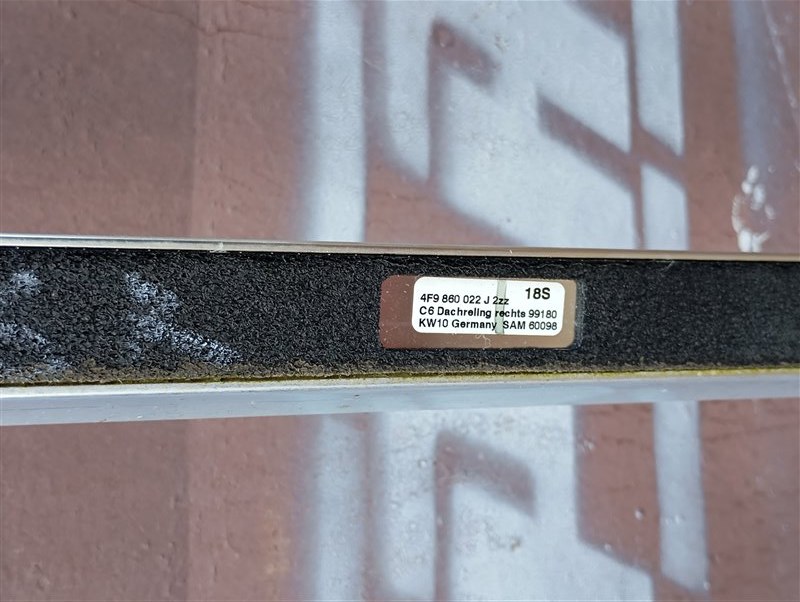 4F9 860 022 J 2zz 18S
C6 Dachreling rechts 99180
KW10 Germany SAM 60098